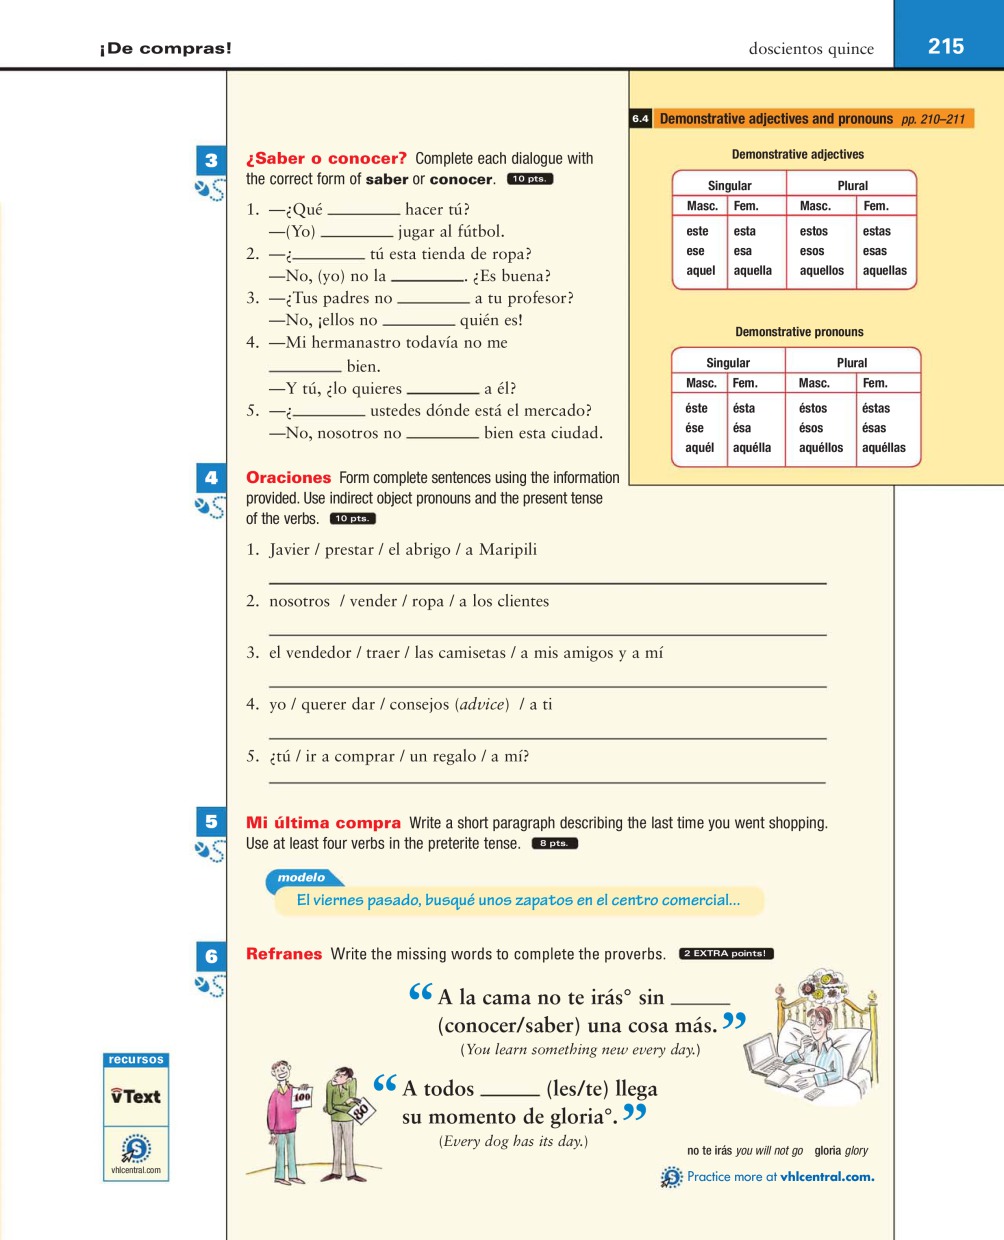 ¡De compras!
doscientos quince
215
3
¿Saber o conocer? Complete each dialogue with
the correct form of saber or conocer. 10 pts.
1. —¿Qué ________ hacer tú?
—(Yo) ________ jugar al fútbol.
2. —¿________ tú esta tienda de ropa?
—No, (yo) no la ________. ¿Es buena?
3. —¿Tus padres no ________ a tu profesor?
—No, ¡ellos no ________ quién es!
4. —Mi hermanastro todavía no me
________ bien.
—Y tú, ¿lo quieres ________ a él?
5. —¿________ ustedes dónde está el mercado?
—No, nosotros no ________ bien esta ciudad.
6.4 Demonstrative adjectives and pronouns pp. 210–211
Demonstrative adjectives
Singular Plural
Masc. Fem. Masc. Fem.
este esta estos estas
ese esa esos esas
aquel aquella aquellos aquellas
Demonstrative pronouns
Singular Plural
Masc. Fem. Masc. Fem.
éste ésta éstos éstas
ése ésa ésos ésas
aquél aquélla aquéllos aquéllas
4
Oraciones Form complete sentences using the information
provided. Use indirect object pronouns and the present tense
of the verbs. 10 pts.
1. Javier / prestar / el abrigo / a Maripili
2. nosotros / vender / ropa / a los clientes
3. el vendedor / traer / las camisetas / a mis amigos y a mí
4. yo / querer dar / consejos (advice) / a ti
5. ¿tú / ir a comprar / un regalo / a mí?
5
Mi última compra Write a short paragraph describing the last time you went shopping.
Use at least four verbs in the preterite tense. 8 pts.
modelo
El viernes pasado, busqué unos zapatos en el centro comercial...
6
Refranes Write the missing words to complete the proverbs. 2 EXTRA points!
“A la cama no te irás° sin ______
(conocer/saber) una cosa más.”
(You learn something new every day.)
100
80
“A todos ______ (les/te) llega
su momento de gloria°.”
(Every dog has its day.)
no te irás you will not go gloria glory
Practice more at vhlcentral.com.
recursos
vText
vhlcentral.com